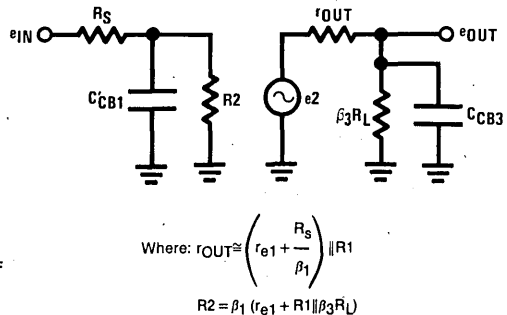 eIN RS rOUT eOUT
C′CB1 R2 e2 β3RL CCB3
Where: rOUT≅(re1+Rs/β1)∥R1
R2=β1 (re1+R1∥β3RL)